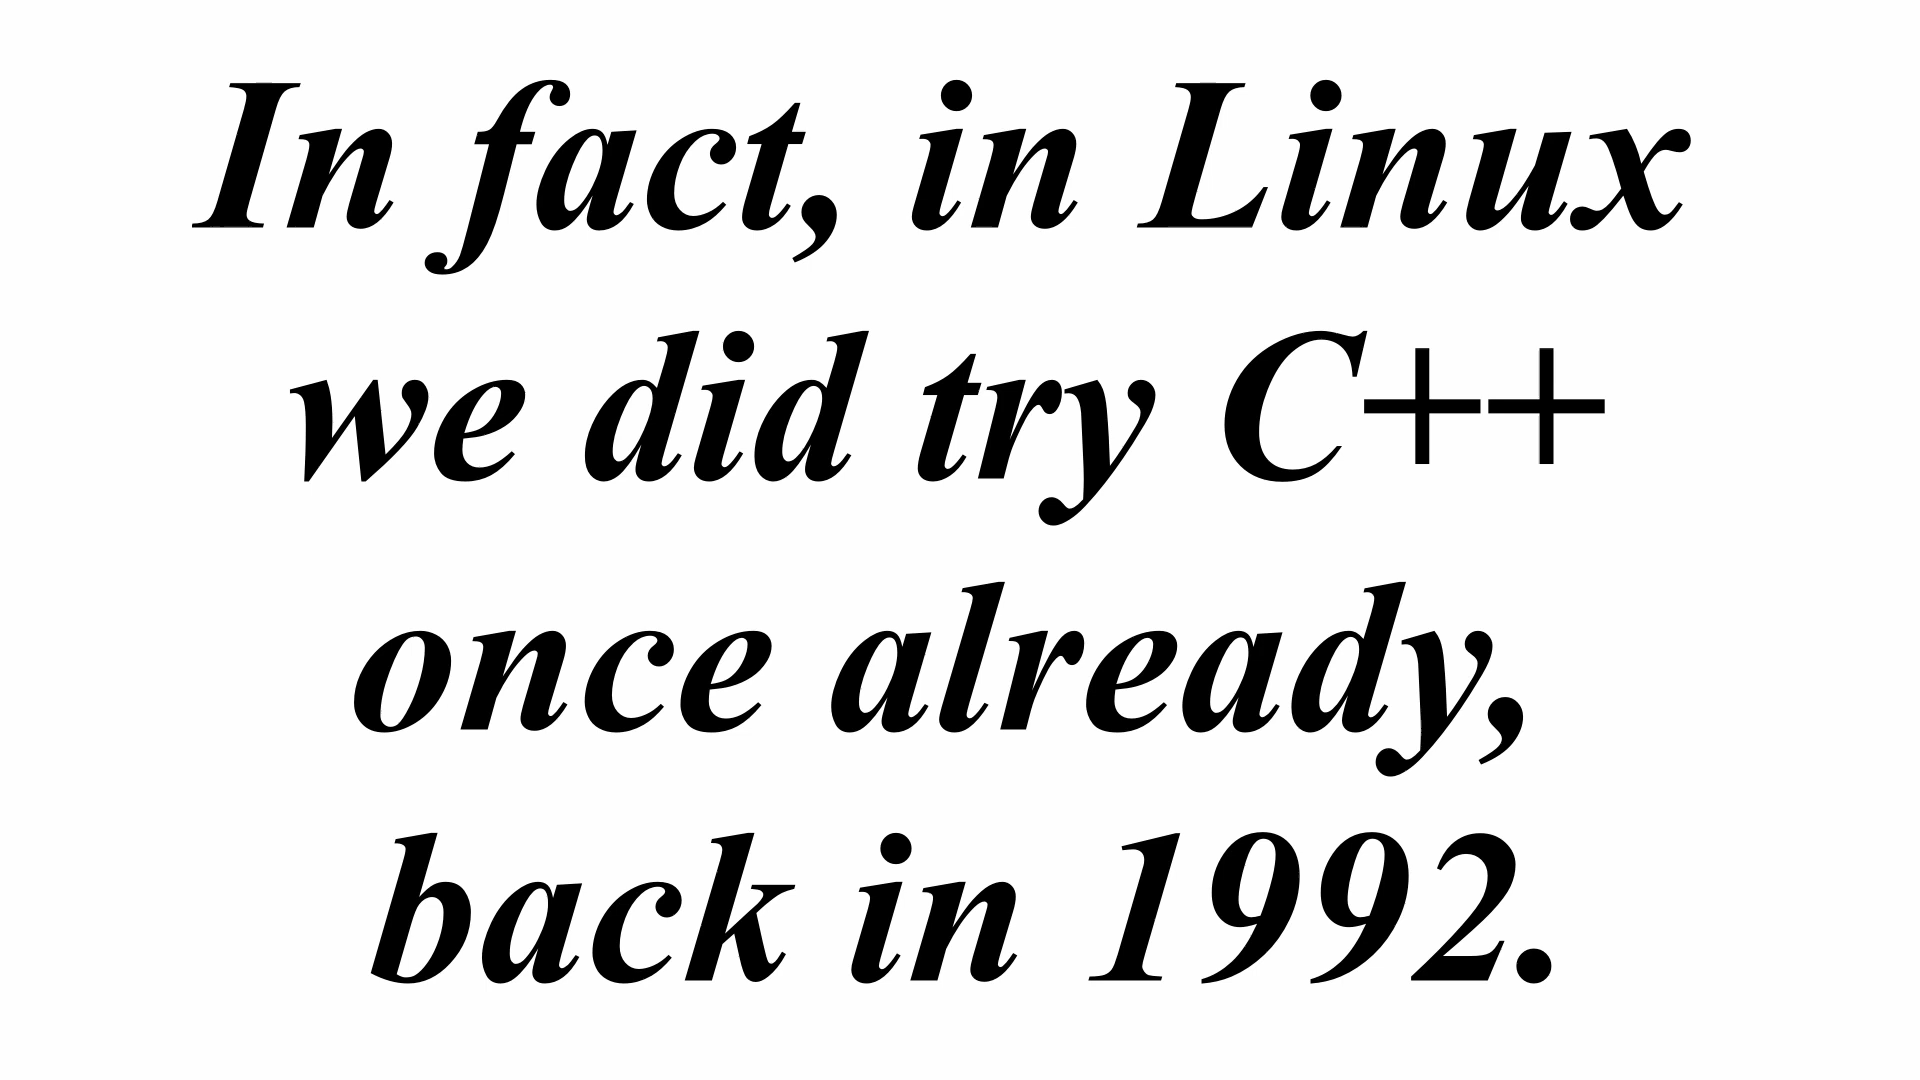 In fact, in Linux
we did try C++
once already,
back in 1992.